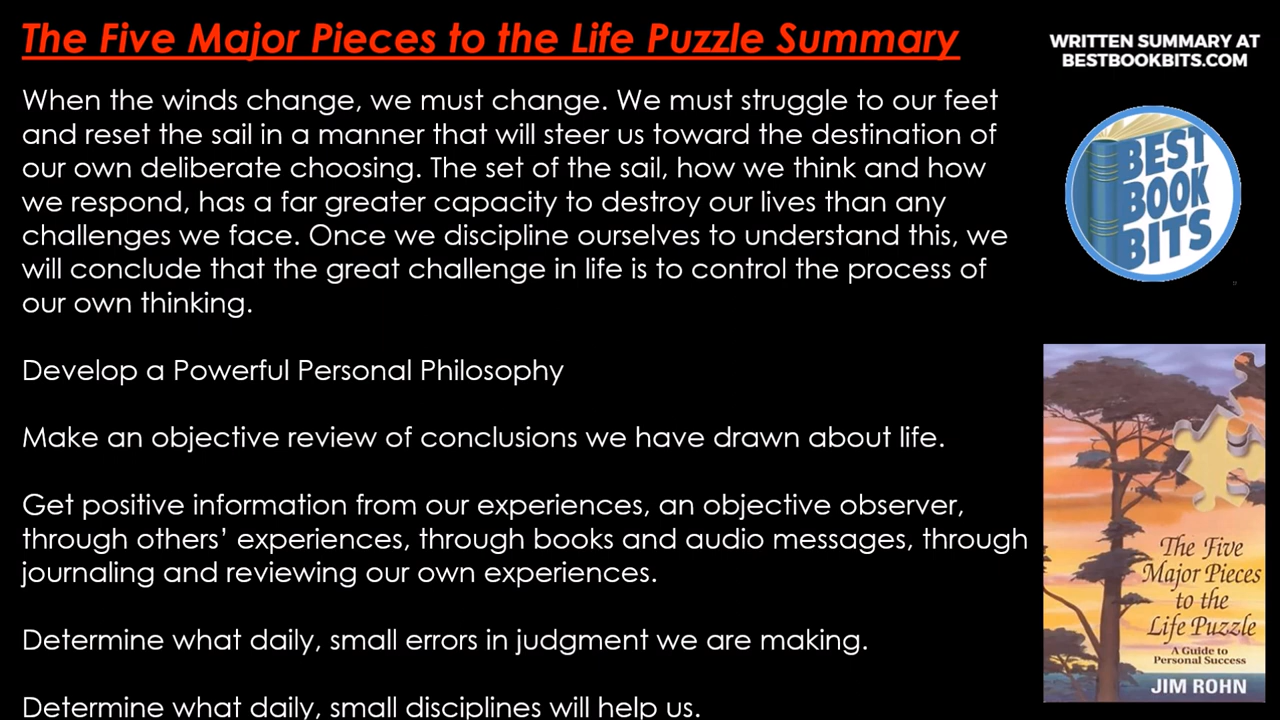 The Five Major Pieces to the Life Puzzle Summary
WRITTEN SUMMARY AT
BESTBOOKBITS.COM
When the winds change, we must change. We must struggle to our feet
and reset the sail in a manner that will steer us toward the destination of
our own deliberate choosing. The set of the sail, how we think and how
we respond, has a far greater capacity to destroy our lives than any
challenges we face. Once we discipline ourselves to understand this, we
will conclude that the great challenge in life is to control the process of
our own thinking.
Develop a Powerful Personal Philosophy
Make an objective review of conclusions we have drawn about life.
Get positive information from our experiences, an objective observer,
through others’ experiences, through books and audio messages, through
journaling and reviewing our own experiences.
Determine what daily, small errors in judgment we are making.
Determine what daily, small disciplines will help us.
BEST
BOOK
BITS
The Five
Major Pieces
to the
Life Puzzle
A Guide to
Personal Success
JIM ROHN